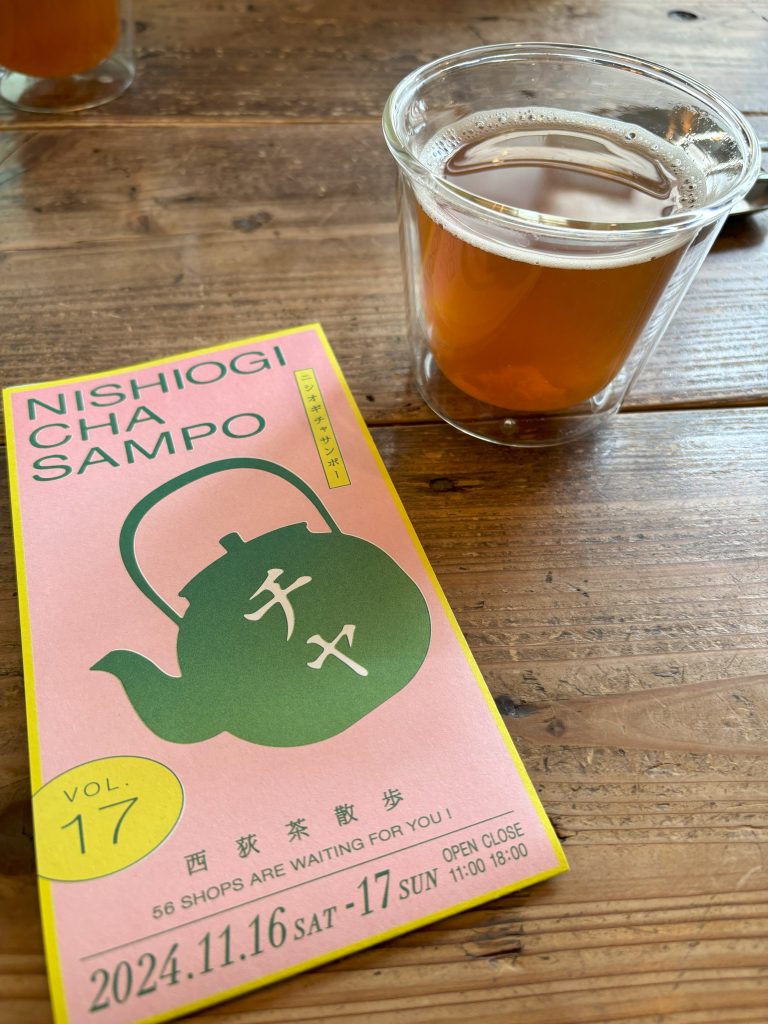 NISHIOGI
CHA
SAMPO
ニシオギチャサンポー
チャ
VOL.
17
西荻茶散歩
56 SHOPS ARE WAITING FOR YOU!
OPEN CLOSE
11:00 18:00
2024.11.16 SAT -17 SUN